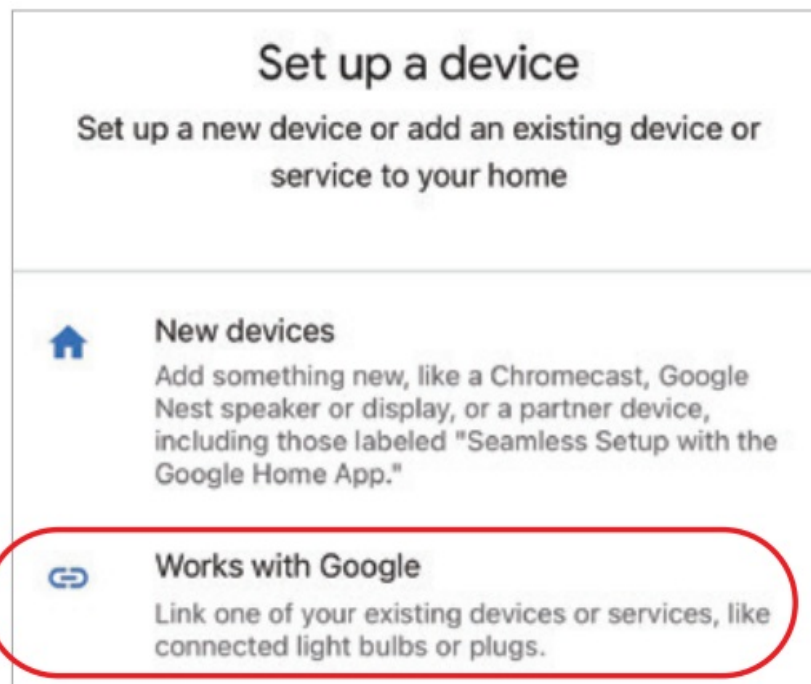 Set up a device
Set up a new device or add an existing device or
service to your home
New devices
Add something new, like a Chromecast, Google
Nest speaker or display, or a partner device,
including those labeled "Seamless Setup with the
Google Home App."
Works with Google
Link one of your existing devices or services, like
connected light bulbs or plugs.